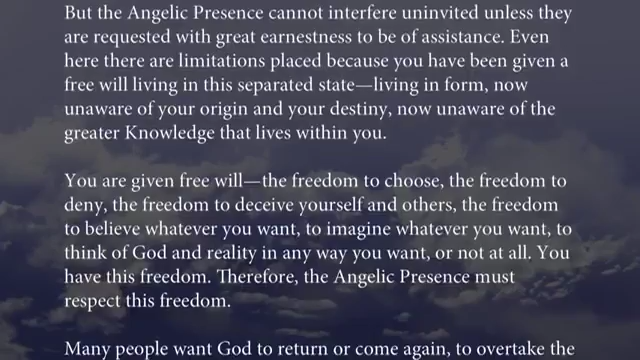 But the Angelic Presence cannot interfere uninvited unless they
are requested with great earnestness to be of assistance. Even
here there are limitations placed because you have been given a
free will living in this separated state—living in form, now
unaware of your origin and your destiny, now unaware of the
greater Knowledge that lives within you.
You are given free will—the freedom to choose, the freedom to
deny, the freedom to deceive yourself and others, the freedom
to believe whatever you want, to imagine whatever you want, to
think of God and reality in any way you want, or not at all. You
have this freedom. Therefore, the Angelic Presence must
respect this freedom.
Many people want God to return or come again, to overtake the